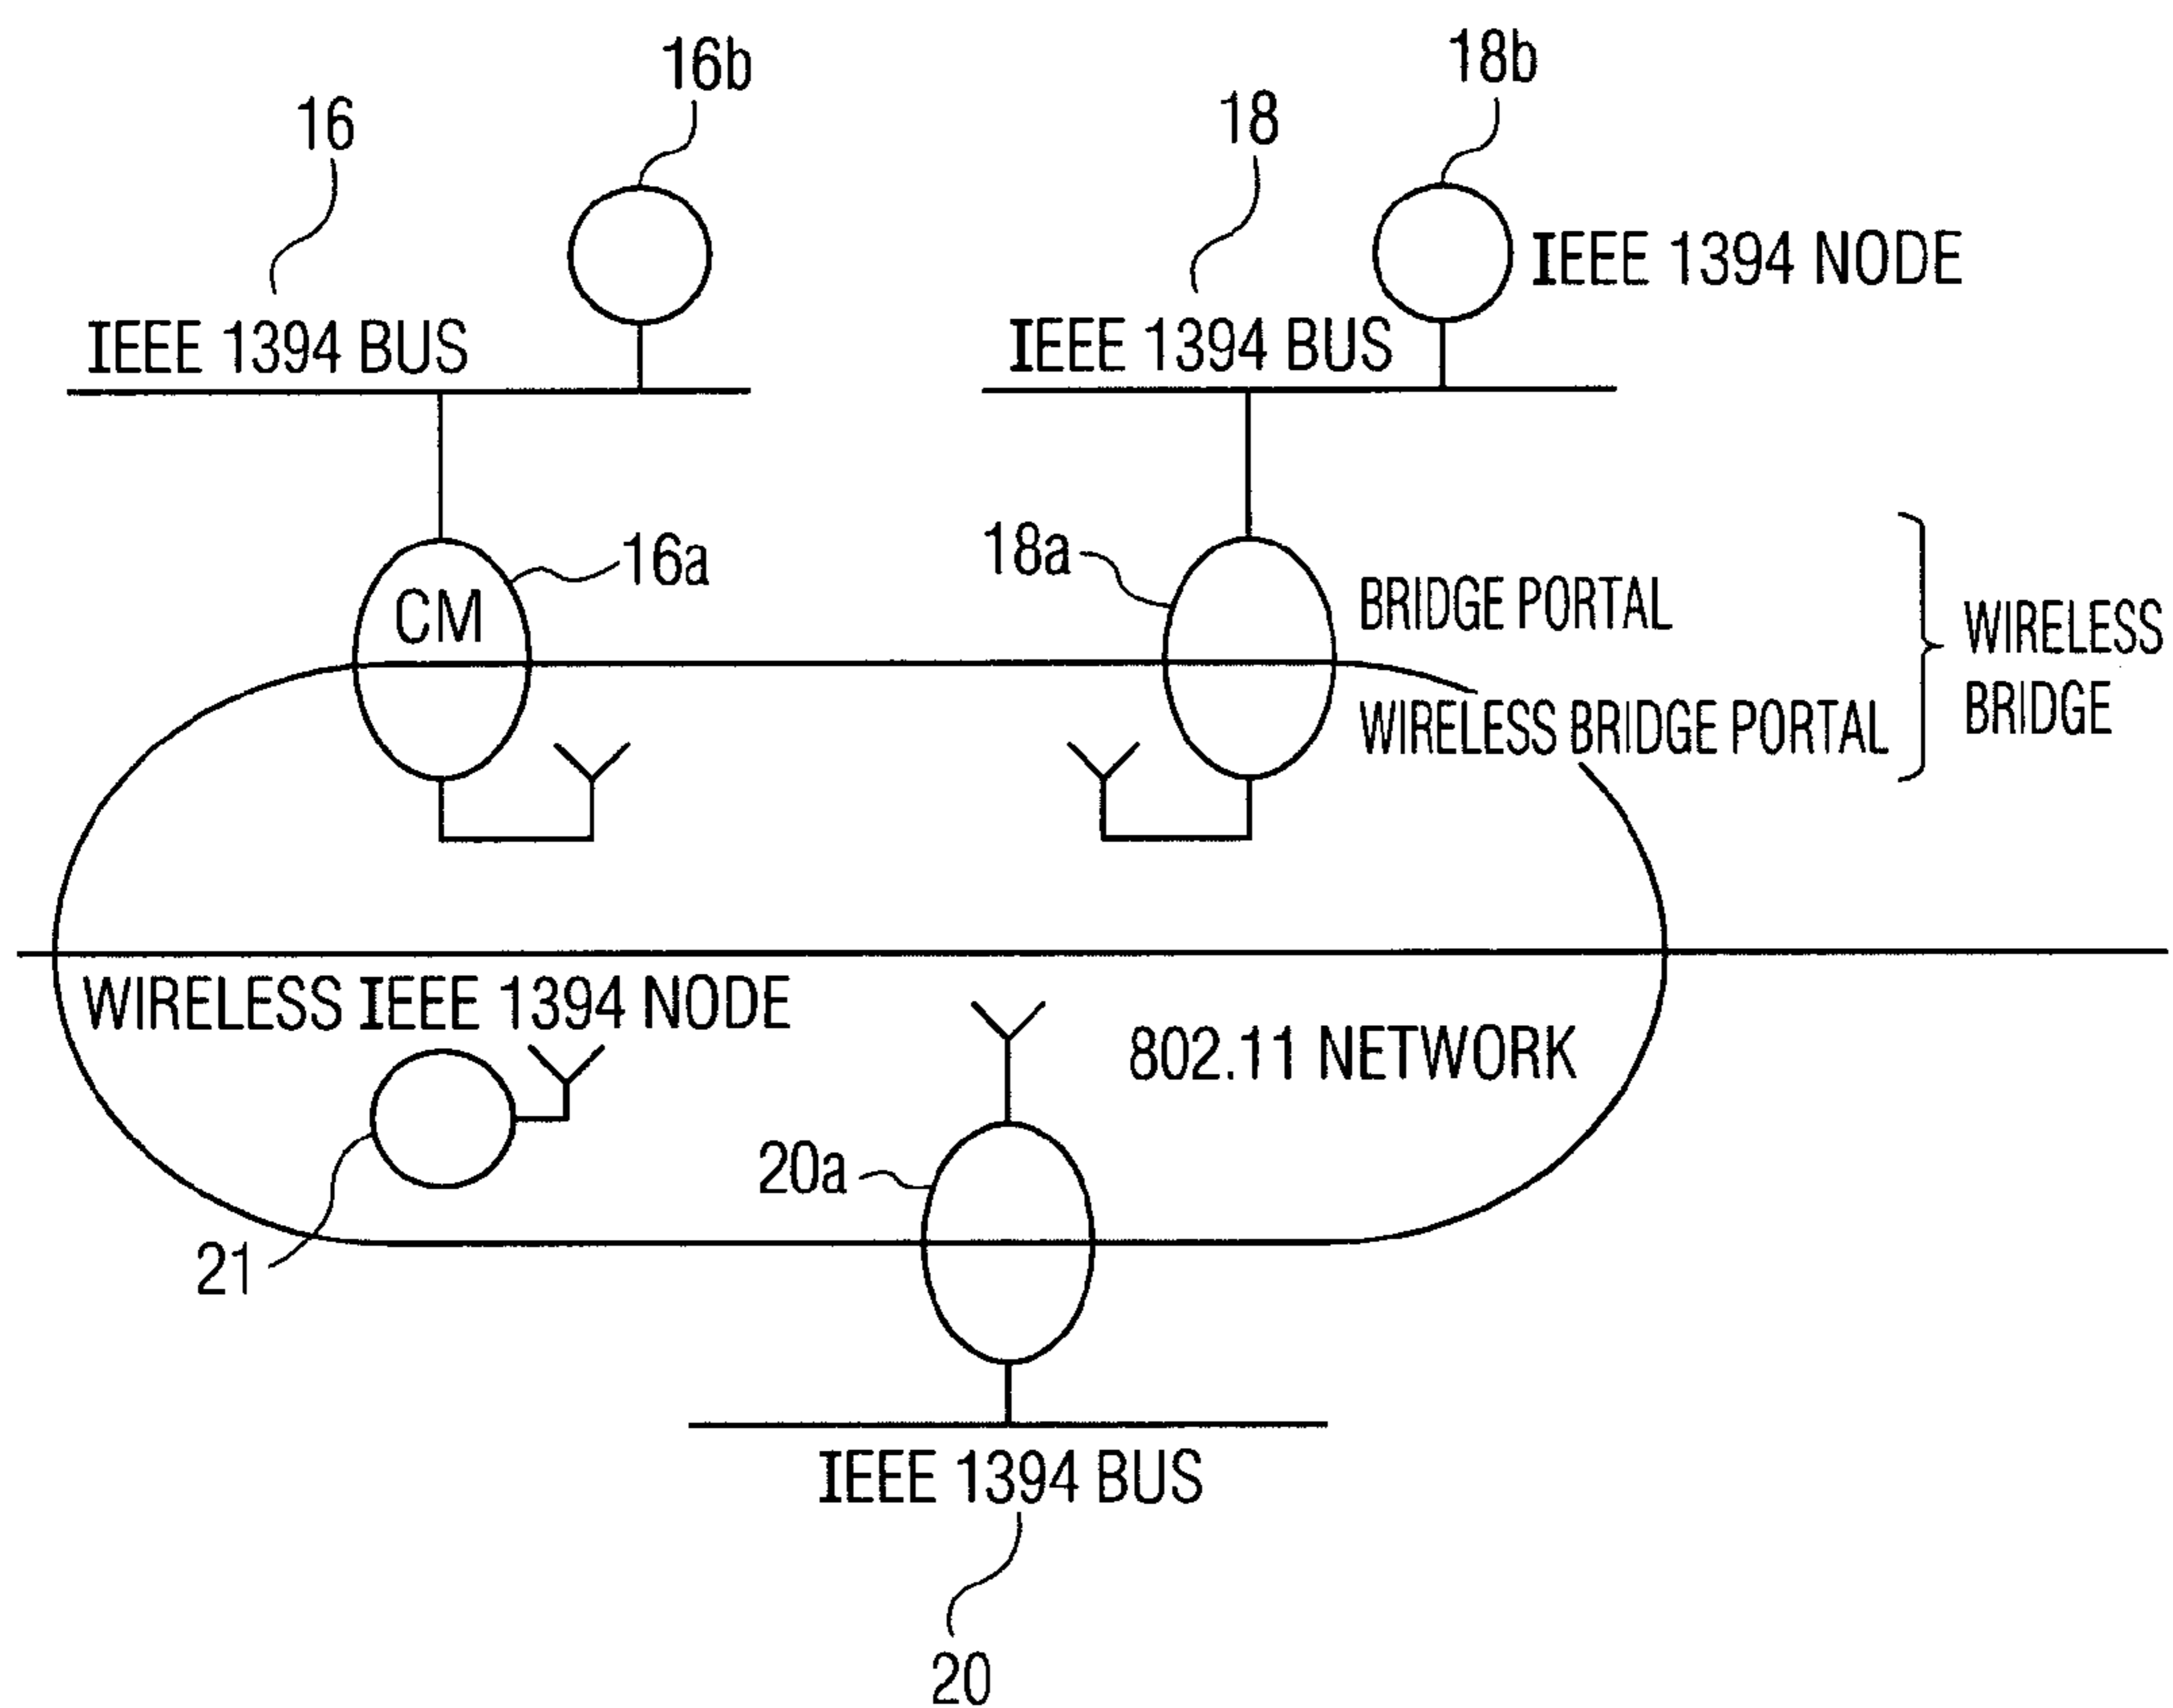 16b
18b
16
18
IEEE 1394 NODE
IEEE 1394 BUS
IEEE 1394 BUS
16a
18a
CM
BRIDGE PORTAL
WIRELESS
BRIDGE
WIRELESS BRIDGE PORTAL
WIRELESS IEEE 1394 NODE
802.11 NETWORK
20a
21
IEEE 1394 BUS
20